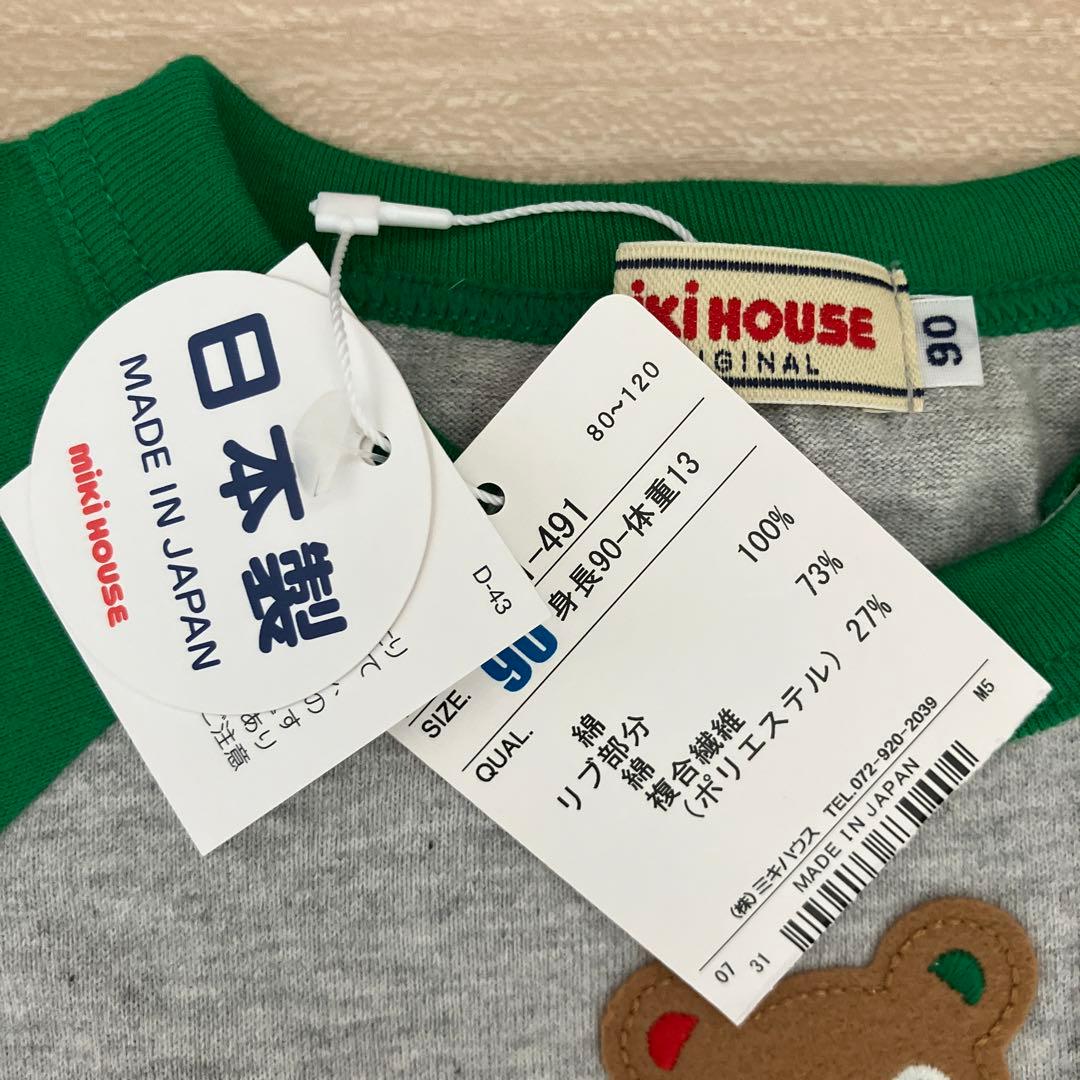 日本製
MADE IN JAPAN
miki HOUSE
D-43
ご注意
miki HOUSE
ORIGINAL
90
80~120
-491
SIZE. 90 身長90-体重13
QUAL.
綿 100%
リブ部分
綿 73%
複合繊維
(ポリエステル) 27%
(株)ミキハウス TEL.072-920-2039
MADE IN JAPAN
M5
07 31